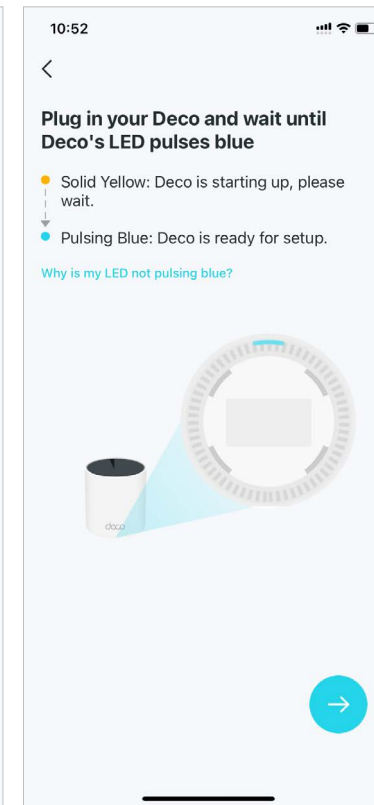 10:52
Plug in your Deco and wait until
Deco's LED pulses blue
Solid Yellow: Deco is starting up, please
wait.
Pulsing Blue: Deco is ready for setup.
Why is my LED not pulsing blue?
deco